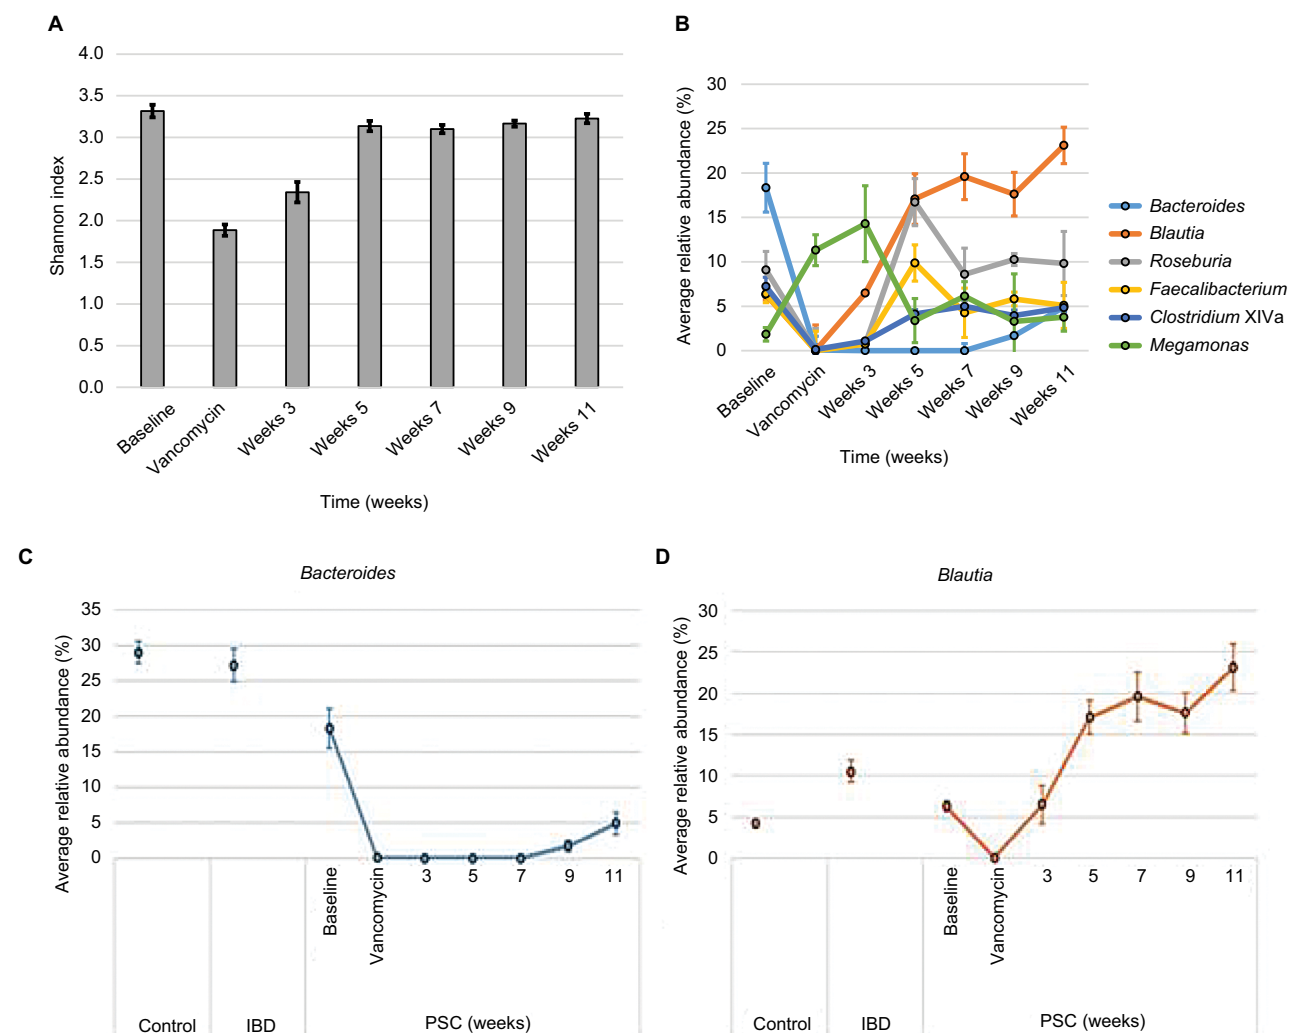 A
4.0
3.5
3.0
2.5
2.0
1.5
1.0
0.5
0.0
Shannon index
Baseline
Vancomycin
Weeks 3
Weeks 5
Weeks 7
Weeks 9
Weeks 11
Time (weeks)
B
30
25
20
15
10
5
0
Average relative abundance (%)
Baseline
Vancomycin
Weeks 3
Weeks 5
Weeks 7
Weeks 9
Weeks 11
Time (weeks)
Bacteroides
Blautia
Roseburia
Faecalibacterium
Clostridium XIVa
Megamonas
C
Bacteroides
35
30
25
20
15
10
5
0
Average relative abundance (%)
Baseline
Vancomycin
3
5
7
9
11
Control
IBD
PSC (weeks)
D
Blautia
30
25
20
15
10
5
0
Average relative abundance (%)
Baseline
Vancomycin
3
5
7
9
11
Control
IBD
PSC (weeks)